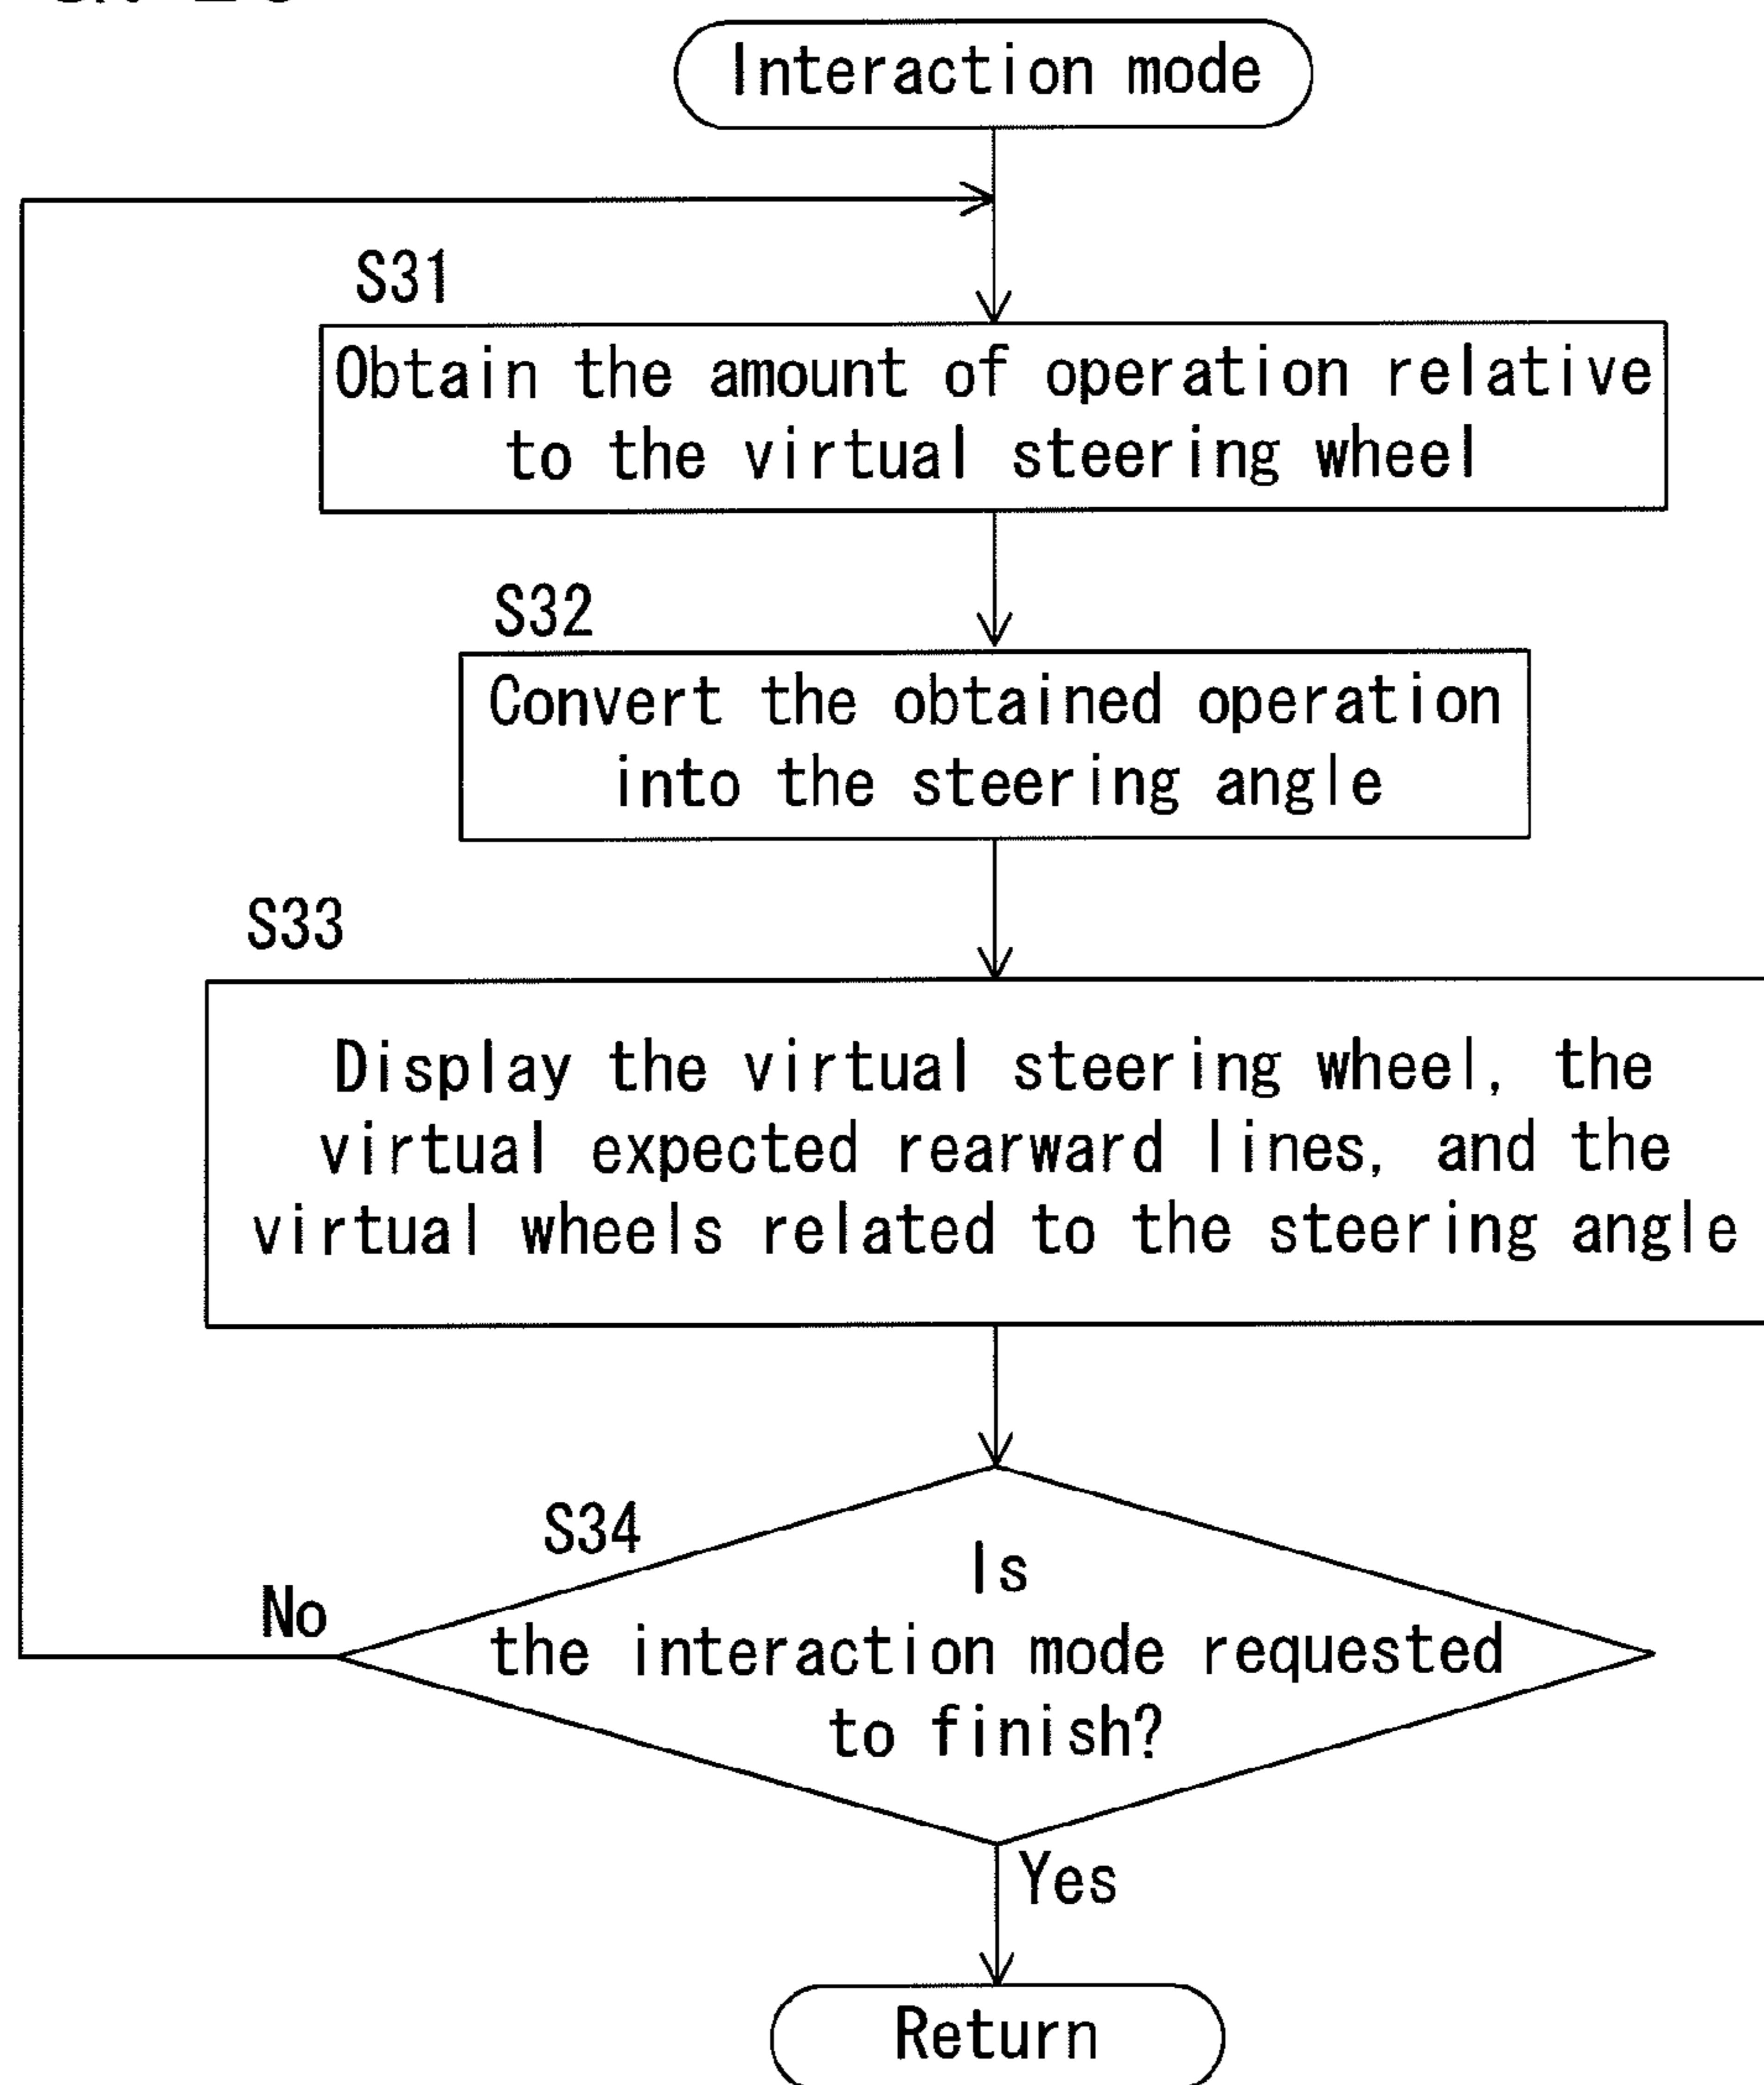 Interaction mode
S31
Obtain the amount of operation relative
to the virtual steering wheel
S32
Convert the obtained operation
into the steering angle
S33
Display the virtual steering wheel, the
virtual expected rearward lines, and the
virtual wheels related to the steering angle
S34
Is
the interaction mode requested
to finish?
No
Yes
Return